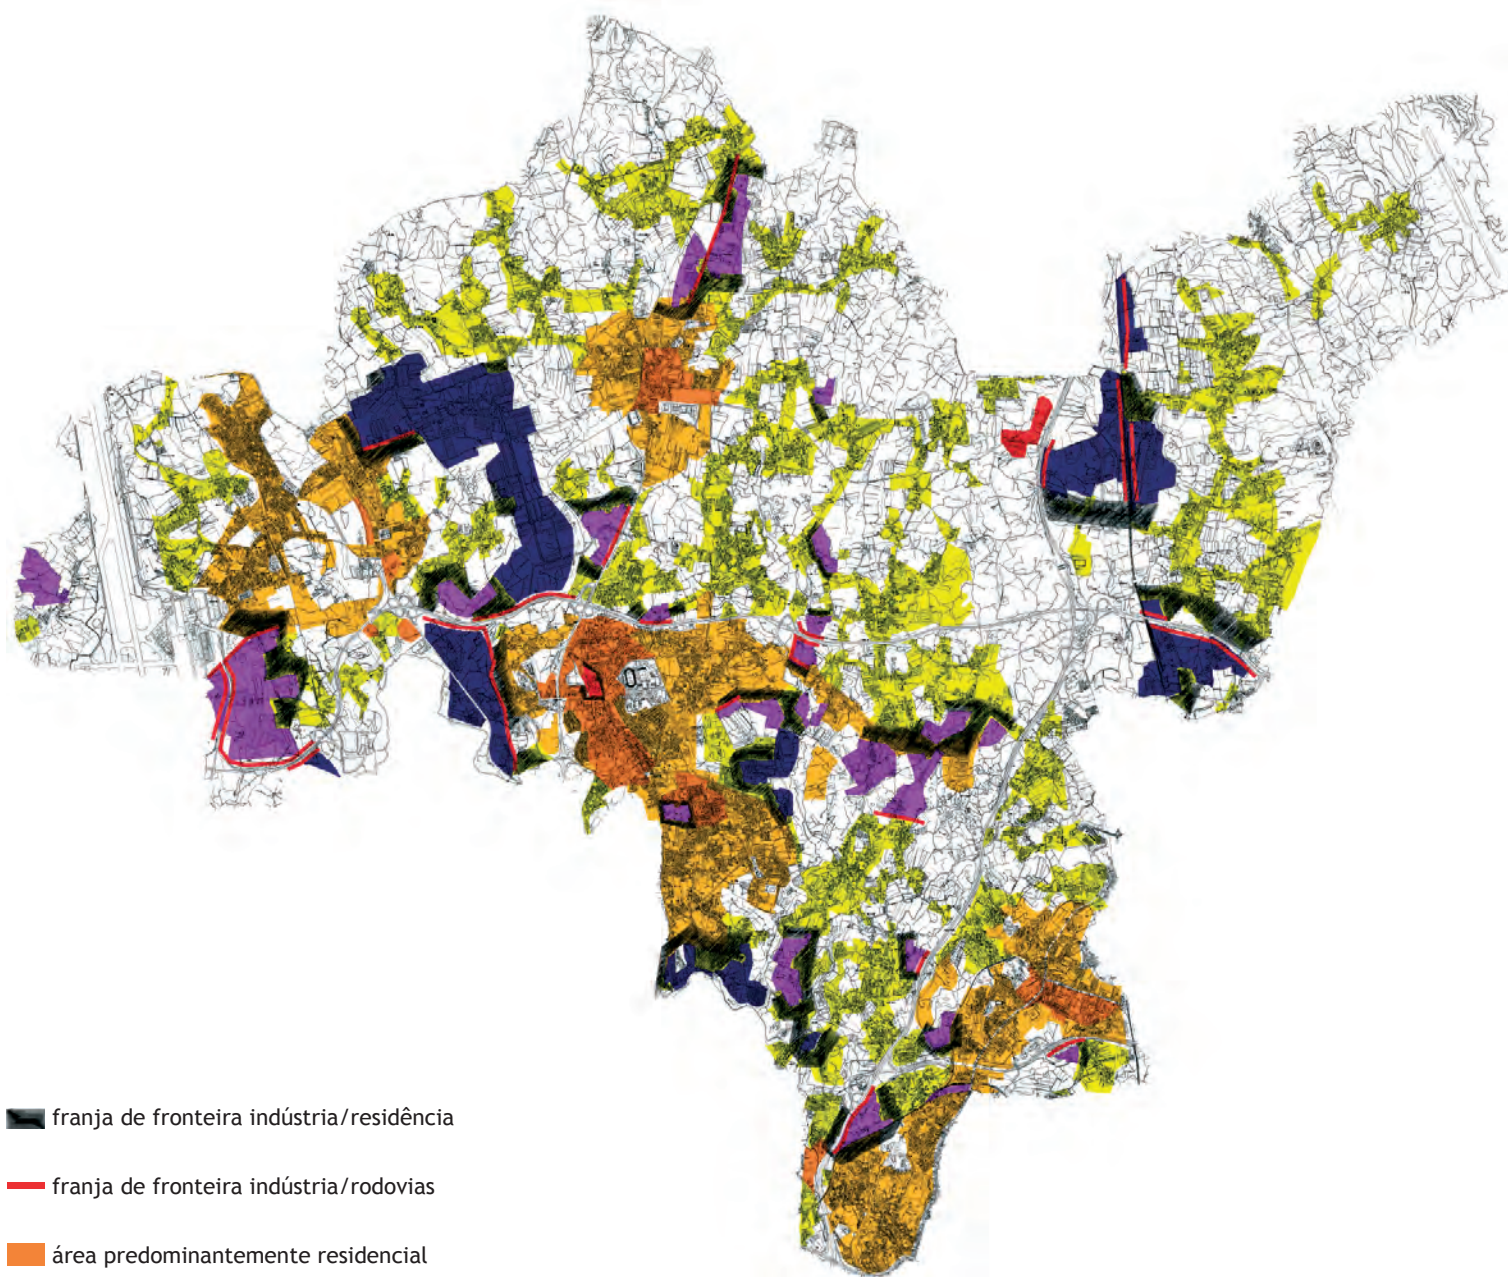 franja de fronteira indústria/residência
franja de fronteira indústria/rodovias
área predominantemente residencial